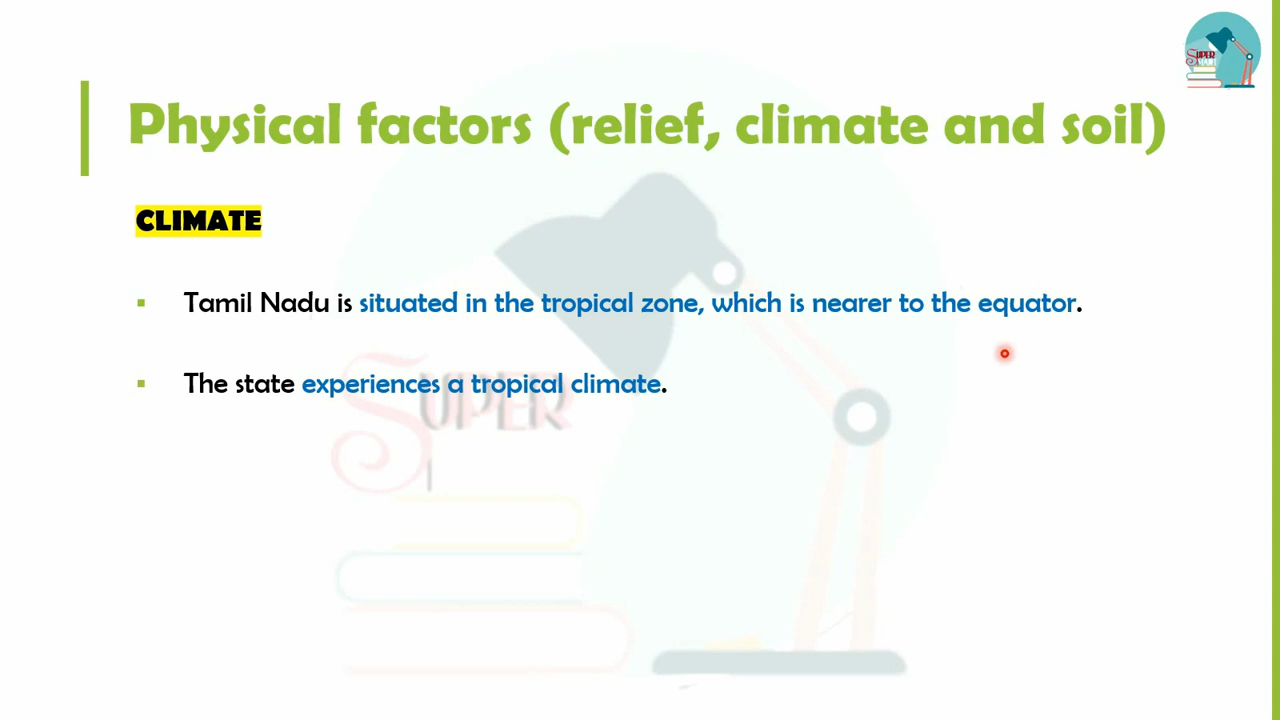 Physical factors (relief, climate and soil)
CLIMATE
Tamil Nadu is situated in the tropical zone, which is nearer to the equator.
The state experiences a tropical climate.
SUPER